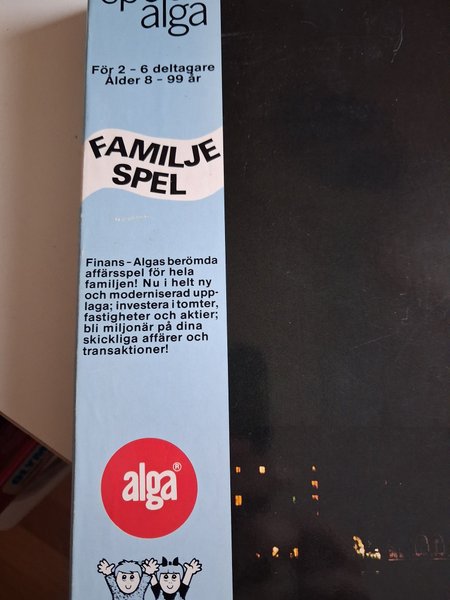 alga
För 2 - 6 deltagare
Ålder 8 - 99 år
FAMILJE
SPEL
Finans - Algas berömda
affärsspel för hela
familjen! Nu i helt ny
och moderniserad upp-
laga; investera i tomter,
fastigheter och aktier;
bli miljonär på dina
skickliga affärer och
transaktioner!
alga®